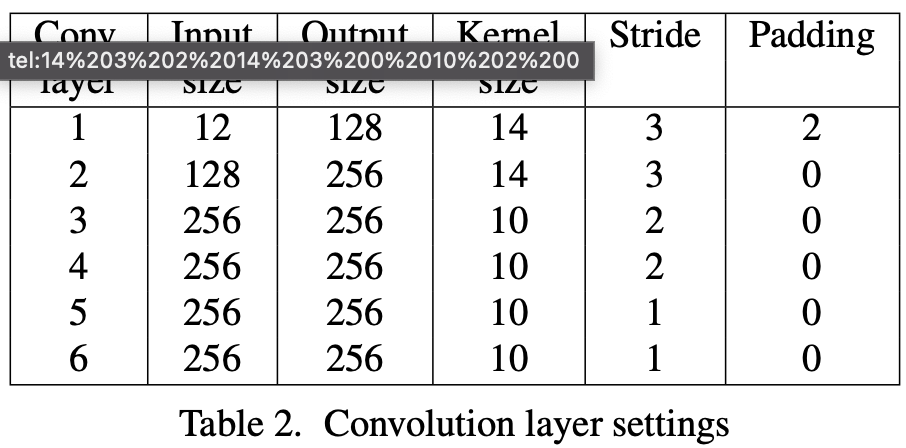 Conv Input Output Kernel Stride Padding
tel:14%203%202%2014%203%200%2010%202%200
layer size size size
1 12 128 14 3 2
2 128 256 14 3 0
3 256 256 10 2 0
4 256 256 10 2 0
5 256 256 10 1 0
6 256 256 10 1 0
Table 2. Convolution layer settings